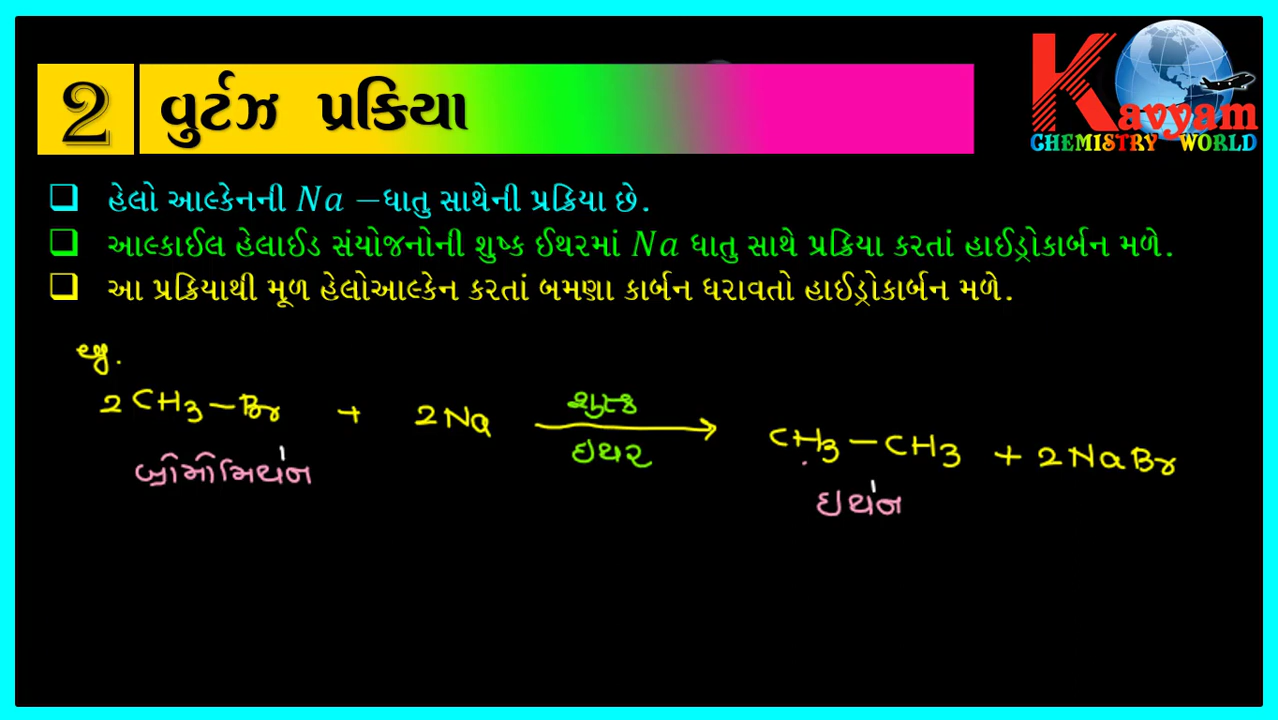 2 વુર્ટઝ પ્રક્રિયા
Kavyam
CHEMISTRY WORLD
❑ હેલો આલ્કેનની Na −ધાતુ સાથેની પ્રક્રિયા છે.
❑ આલ્કાઈલ હેલાઈડ સંયોજનોની શુષ્ક ઈથરમાં Na ધાતુ સાથે પ્રક્રિયા કરતાં હાઈડ્રોકાર્બન મળે.
❑ આ પ્રક્રિયાથી મૂળ હેલોઆલ્કેન કરતાં બમણા કાર્બન ધરાવતો હાઈડ્રોકાર્બન મળે.
શુષ્ક
2CH3-Br + 2Na → CH3-CH3 + 2NaBr
ઇથર
બ્રોમોમિથેન ઇથેન